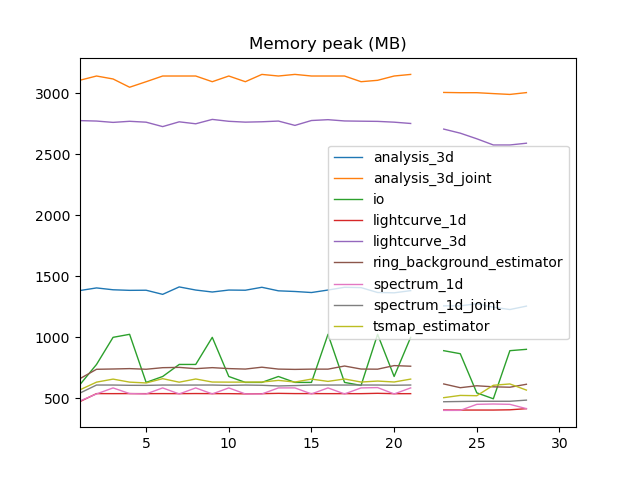 Memory peak (MB)
3000
2500
2000
1500
1000
500
5
10
15
20
25
30
analysis_3d
analysis_3d_joint
io
lightcurve_1d
lightcurve_3d
ring_background_estimator
spectrum_1d
spectrum_1d_joint
tsmap_estimator